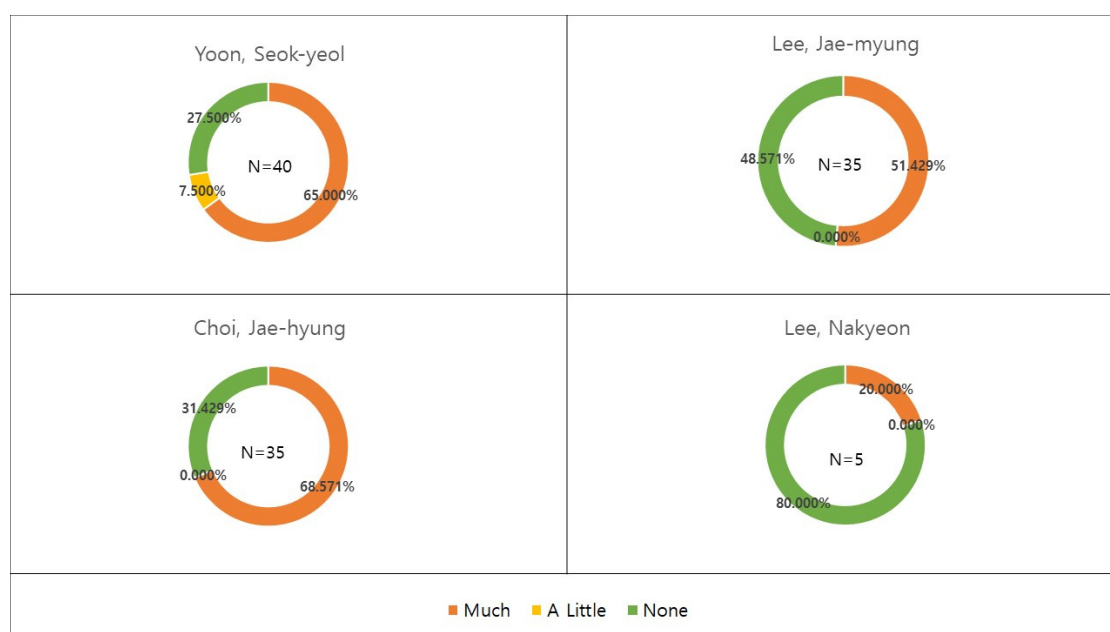 Yoon, Seok-yeol
27.500%
N=40
7.500%
65.000%
Lee, Jae-myung
48.571%
N=35
51.429%
0.000%
Choi, Jae-hyung
31.429%
N=35
0.000%
68.571%
Lee, Nakyeon
20.000%
0.000%
N=5
80.000%
Much A Little None